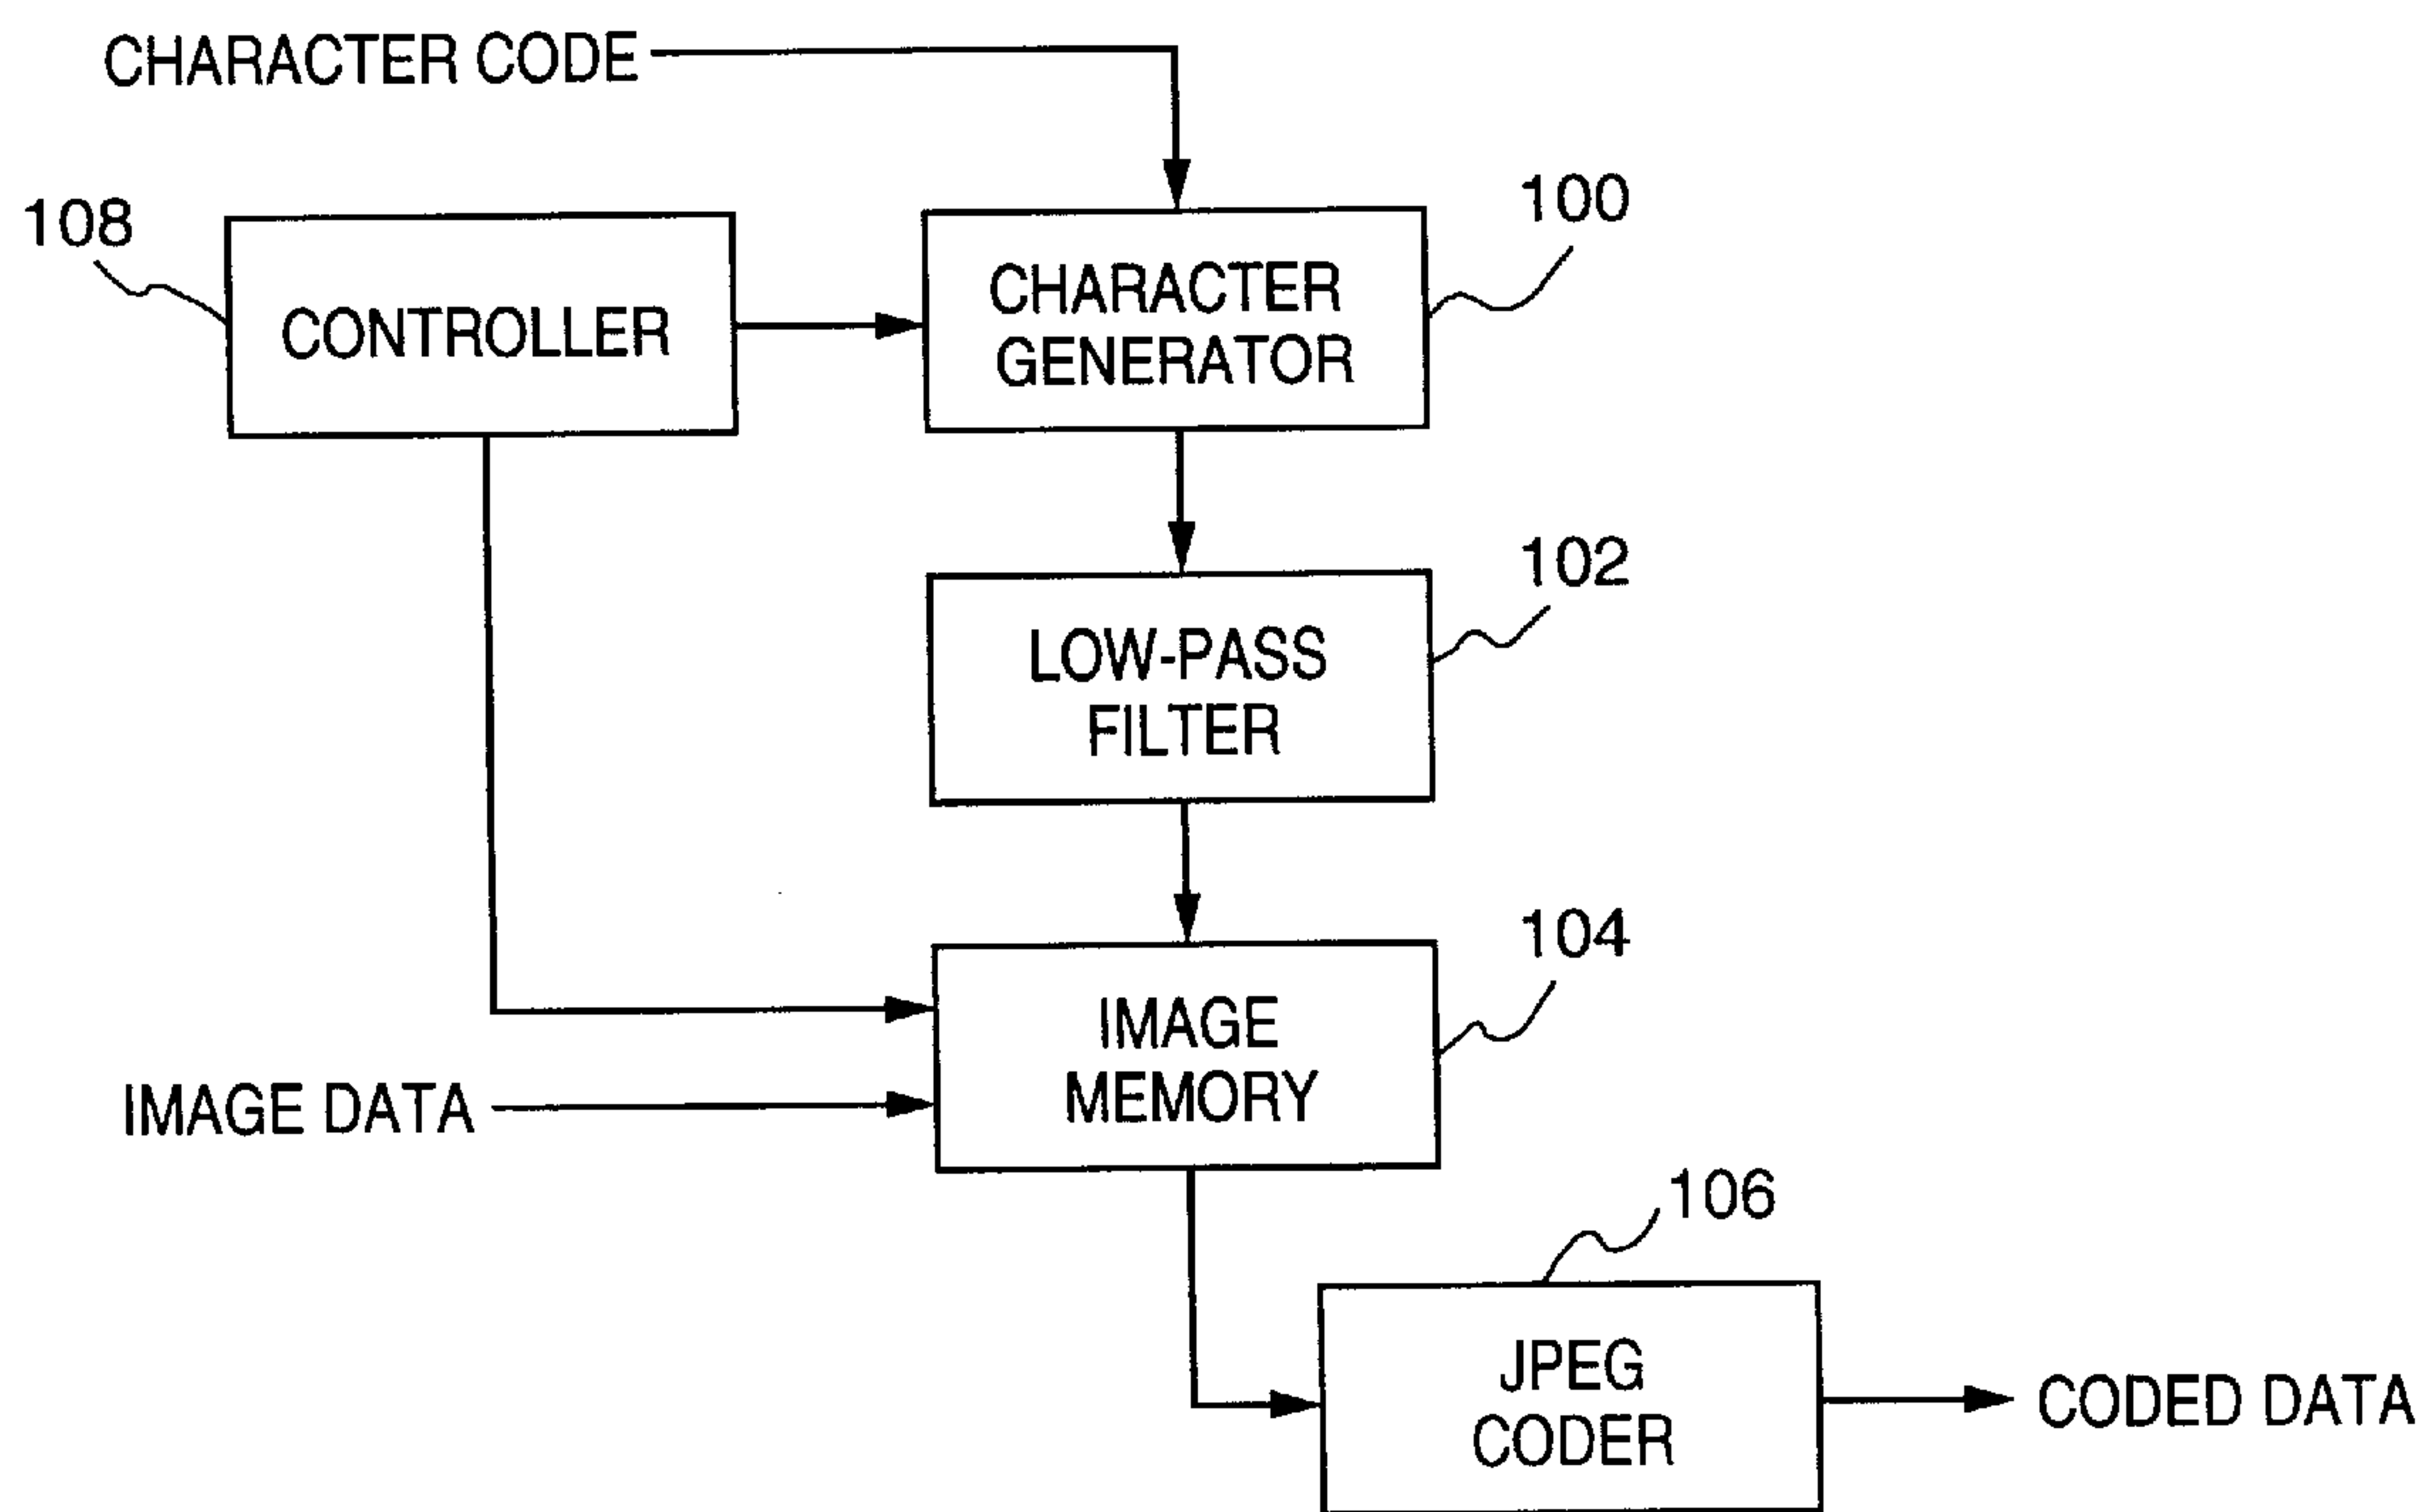 CHARACTER CODE
108
100
CONTROLLER
CHARACTER
GENERATOR
102
LOW-PASS
FILTER
104
IMAGE
MEMORY
IMAGE DATA
106
JPEG
CODER
CODED DATA